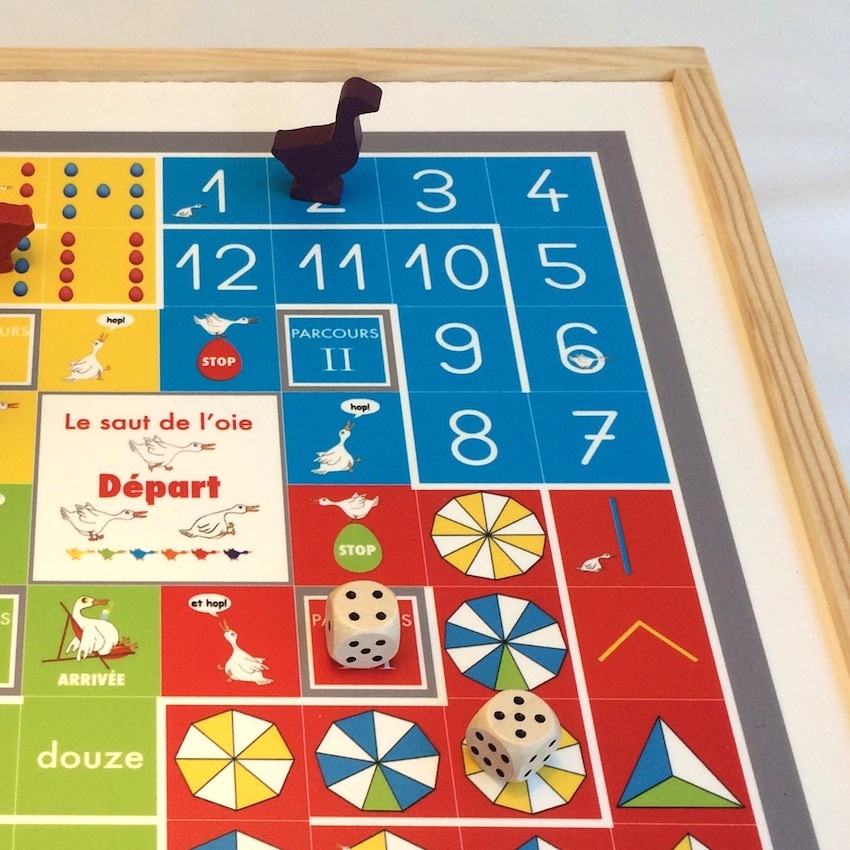 1 2 3 4
12 11 10 5
hop!
STOP
PARCOURS
II
9 6
Le saut de l'oie
Départ
hop!
8 7
STOP
ARRIVÉE
et hop!
douze